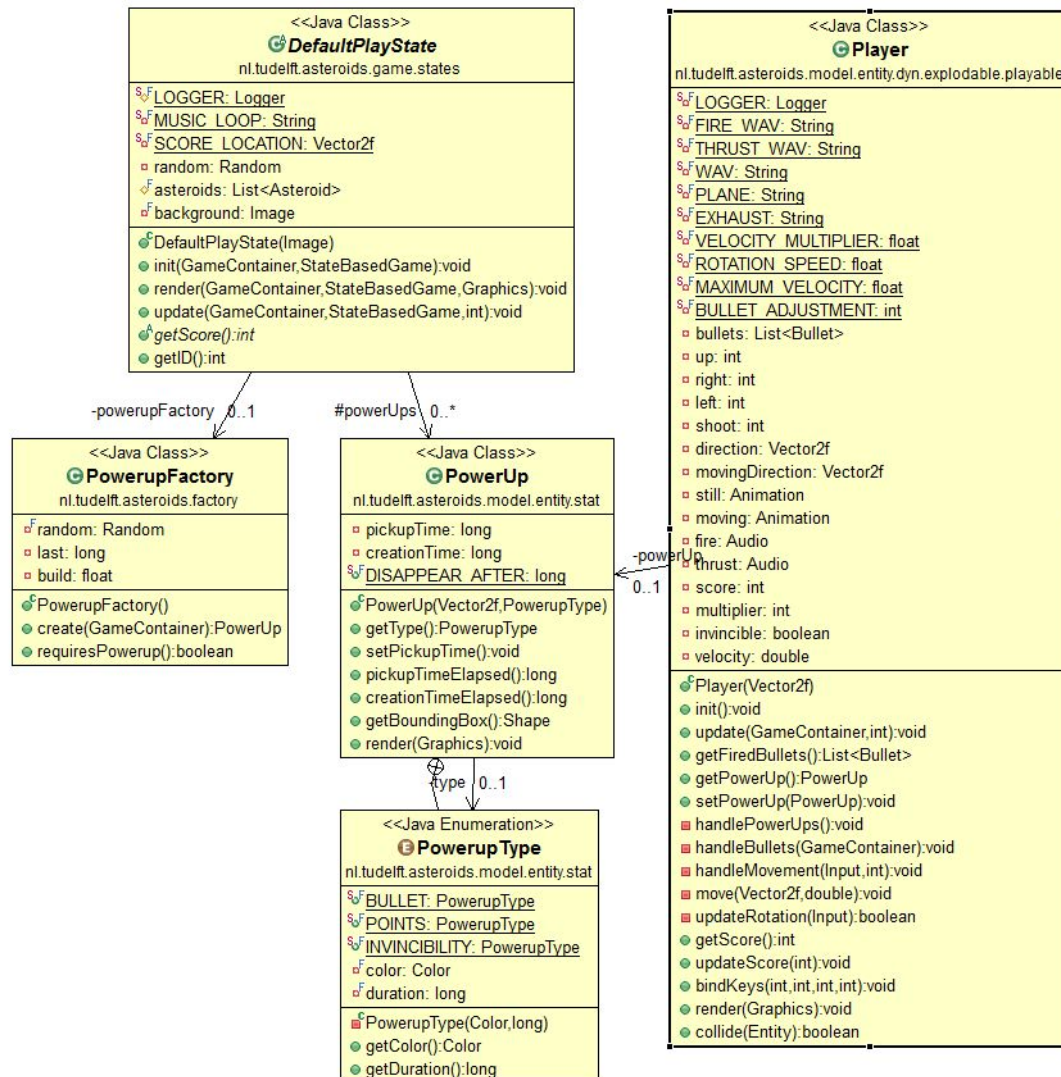 <<Java Class>>
DefaultPlayState
nl.tudelft.asteroids.game.states
LOGGER: Logger
MUSIC_LOOP: String
SCORE_LOCATION: Vector2f
random: Random
asteroids: List<Asteroid>
background: Image
DefaultPlayState(Image)
init(GameContainer,StateBasedGame):void
render(GameContainer,StateBasedGame,Graphics):void
update(GameContainer,StateBasedGame,int):void
getScore():int
getID():int
-powerupFactory 0..1
#powerUps 0..*
<<Java Class>>
PowerupFactory
nl.tudelft.asteroids.factory
random: Random
last: long
build: float
PowerupFactory()
create(GameContainer):PowerUp
requiresPowerup():boolean
<<Java Class>>
PowerUp
nl.tudelft.asteroids.model.entity.stat
pickupTime: long
creationTime: long
DISAPPEAR_AFTER: long
PowerUp(Vector2f,PowerupType)
getType():PowerupType
setPickupTime():void
pickupTimeElapsed():long
creationTimeElapsed():long
getBoundingBox():Shape
render(Graphics):void
-type 0..1
<<Java Enumeration>>
PowerupType
nl.tudelft.asteroids.model.entity.stat
BULLET: PowerupType
POINTS: PowerupType
INVINCIBILITY: PowerupType
color: Color
duration: long
PowerupType(Color,long)
getColor():Color
getDuration():long
-powerUp
0..1
<<Java Class>>
Player
nl.tudelft.asteroids.model.entity.dyn.explodable.playable
LOGGER: Logger
FIRE_WAV: String
THRUST_WAV: String
WAV: String
PLANE: String
EXHAUST: String
VELOCITY_MULTIPLIER: float
ROTATION_SPEED: float
MAXIMUM_VELOCITY: float
BULLET_ADJUSTMENT: int
bullets: List<Bullet>
up: int
right: int
left: int
shoot: int
direction: Vector2f
movingDirection: Vector2f
still: Animation
moving: Animation
fire: Audio
thrust: Audio
score: int
multiplier: int
invincible: boolean
velocity: double
Player(Vector2f)
init():void
update(GameContainer,int):void
getFiredBullets():List<Bullet>
getPowerUp():PowerUp
setPowerUp(PowerUp):void
handlePowerUps():void
handleBullets(GameContainer):void
handleMovement(Input,int):void
move(Vector2f,double):void
updateRotation(Input):boolean
getScore():int
updateScore(int):void
bindKeys(int,int,int,int):void
render(Graphics):void
collide(Entity):boolean